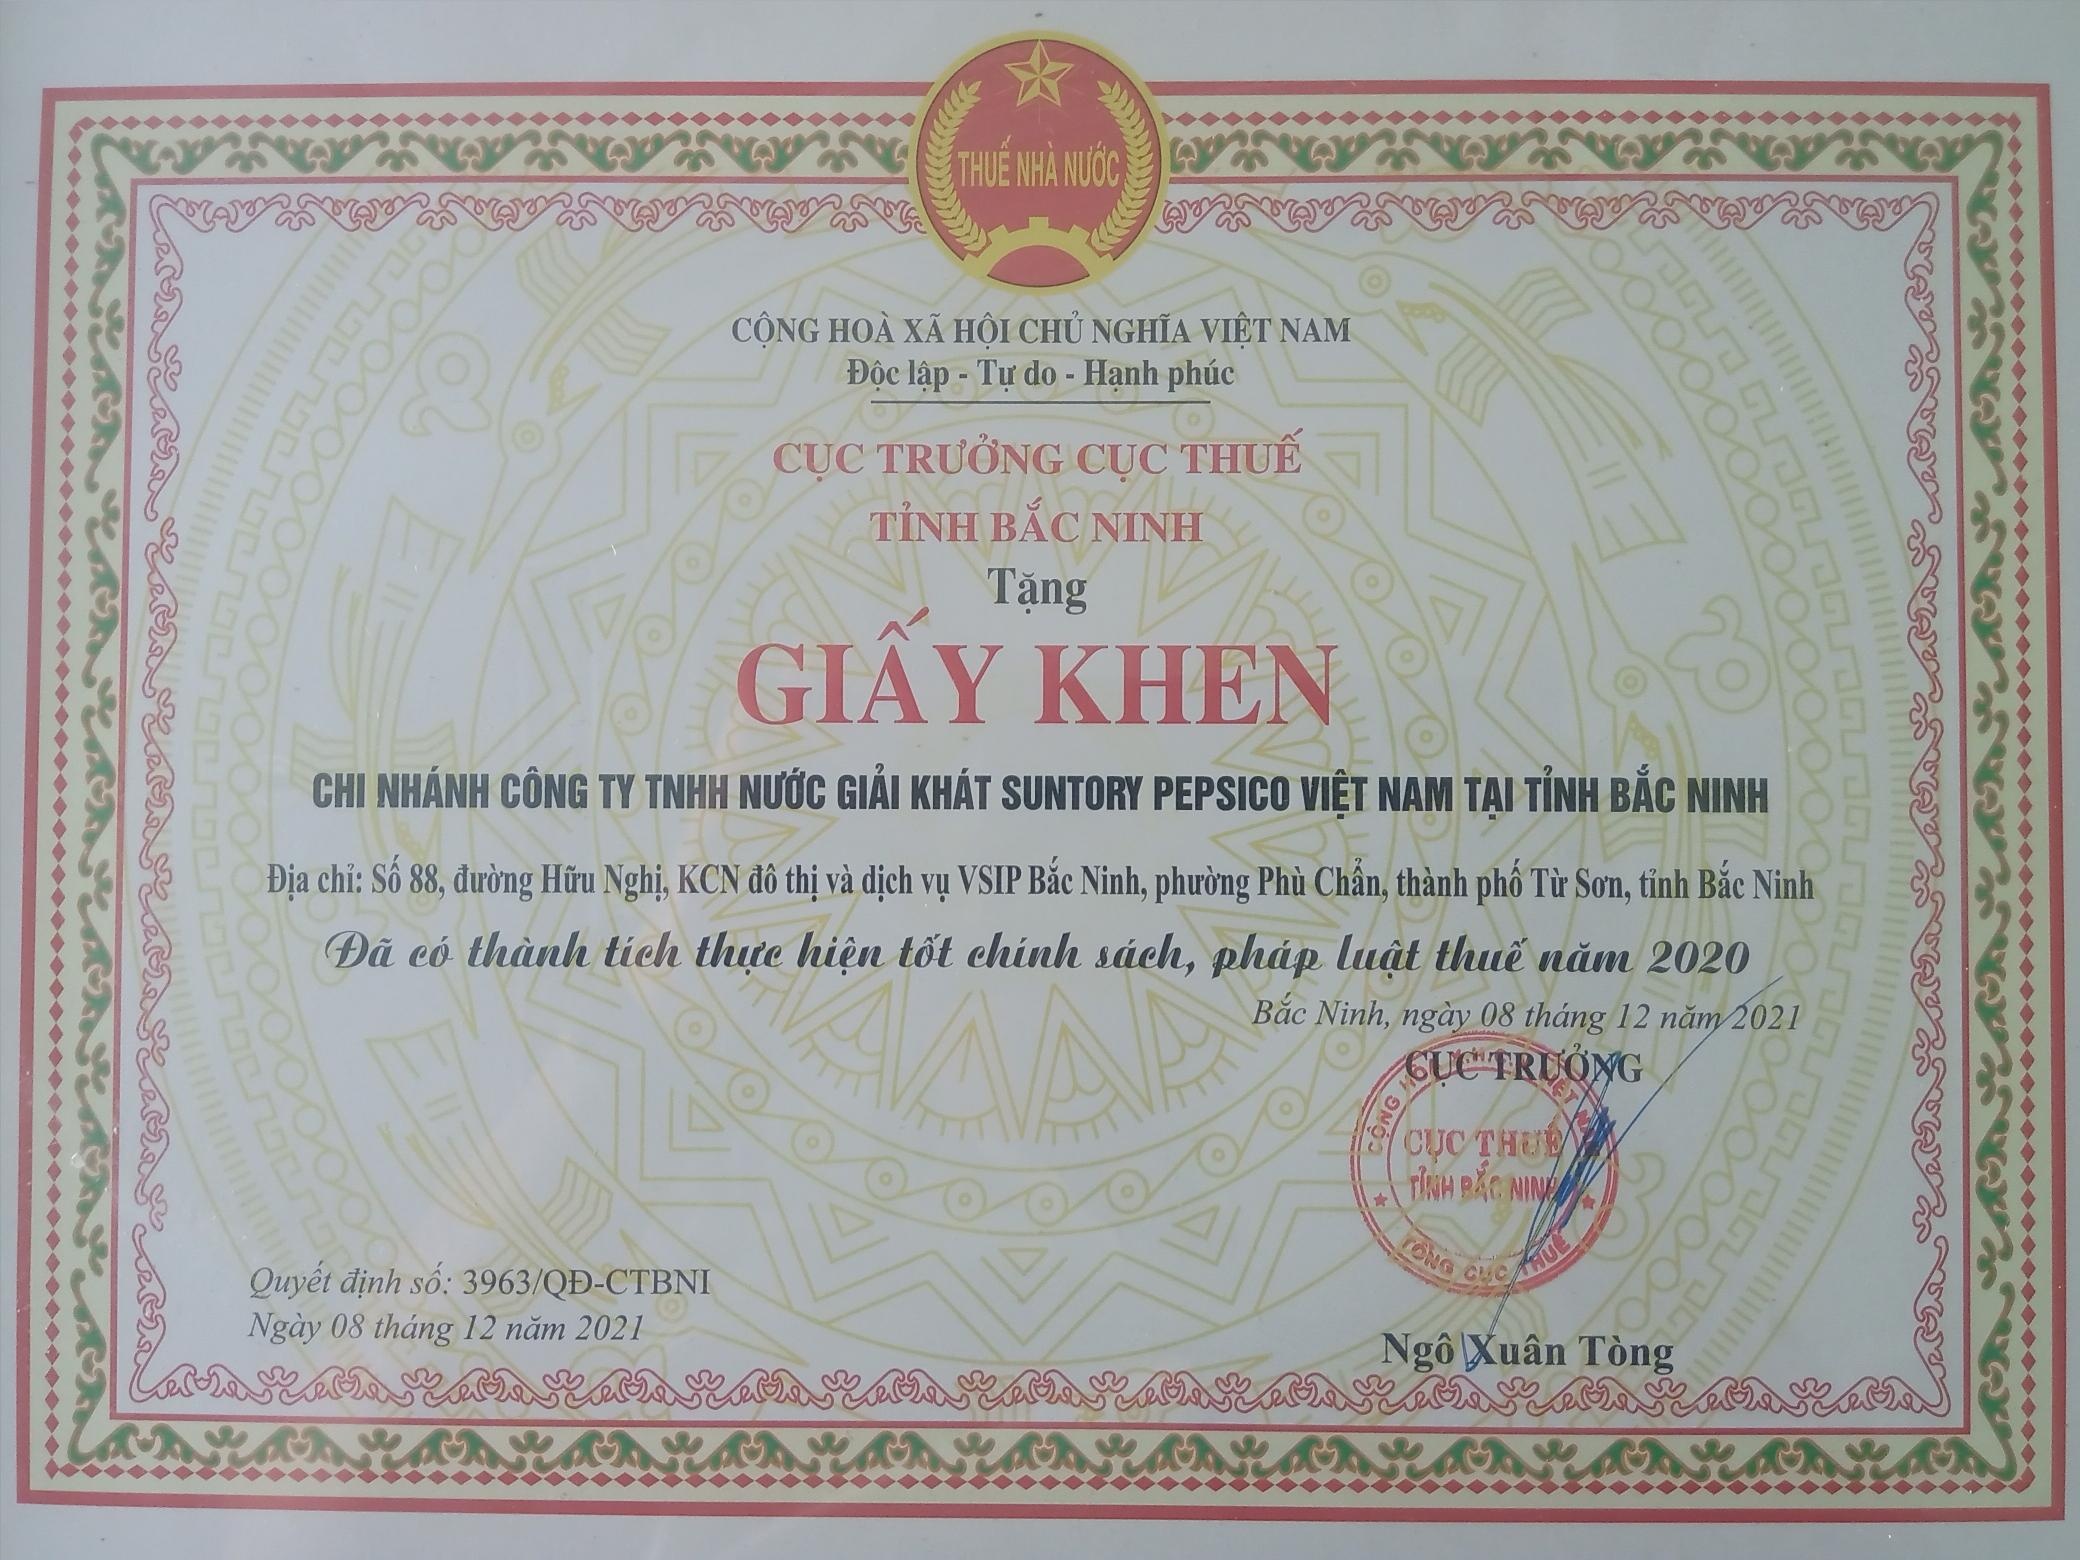 THUẾ NHÀ NƯỚC
CỘNG HOÀ XÃ HỘI CHỦ NGHĨA VIỆT NAM
Độc lập - Tự do - Hạnh phúc
CỤC TRƯỞNG CỤC THUẾ
TỈNH BẮC NINH
Tặng
GIẤY KHEN
CHI NHÁNH CÔNG TY TNHH NƯỚC GIẢI KHÁT SUNTORY PEPSICO VIỆT NAM TẠI TỈNH BẮC NINH
Địa chỉ: Số 88, đường Hữu Nghị, KCN đô thị và dịch vụ VSIP Bắc Ninh, phường Phù Chẩn, thành phố Từ Sơn, tỉnh Bắc Ninh
Đã có thành tích thực hiện tốt chính sách, pháp luật thuế năm 2020
Bắc Ninh, ngày 08 tháng 12 năm 2021
CỤC TRƯỞNG
CỤC THUẾ
TỈNH BẮC NINH
TỔNG CỤC THUẾ
Quyết định số: 3963/QĐ-CTBNI
Ngày 08 tháng 12 năm 2021
Ngô Xuân Tòng